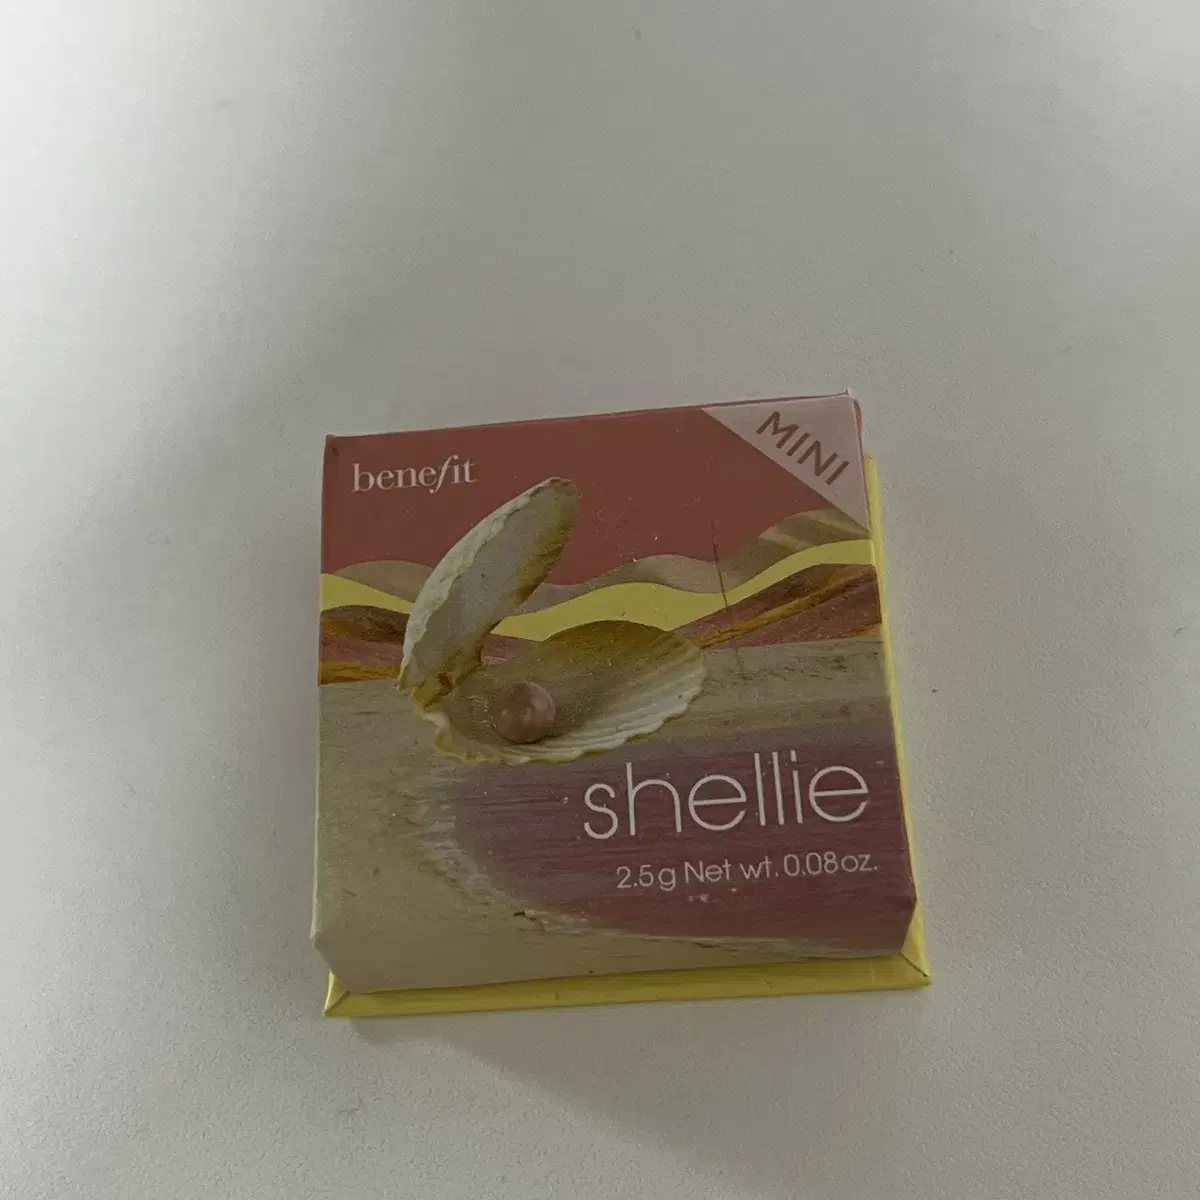 benefit
MINI
shellie
2.5g Net wt. 0.08oz.